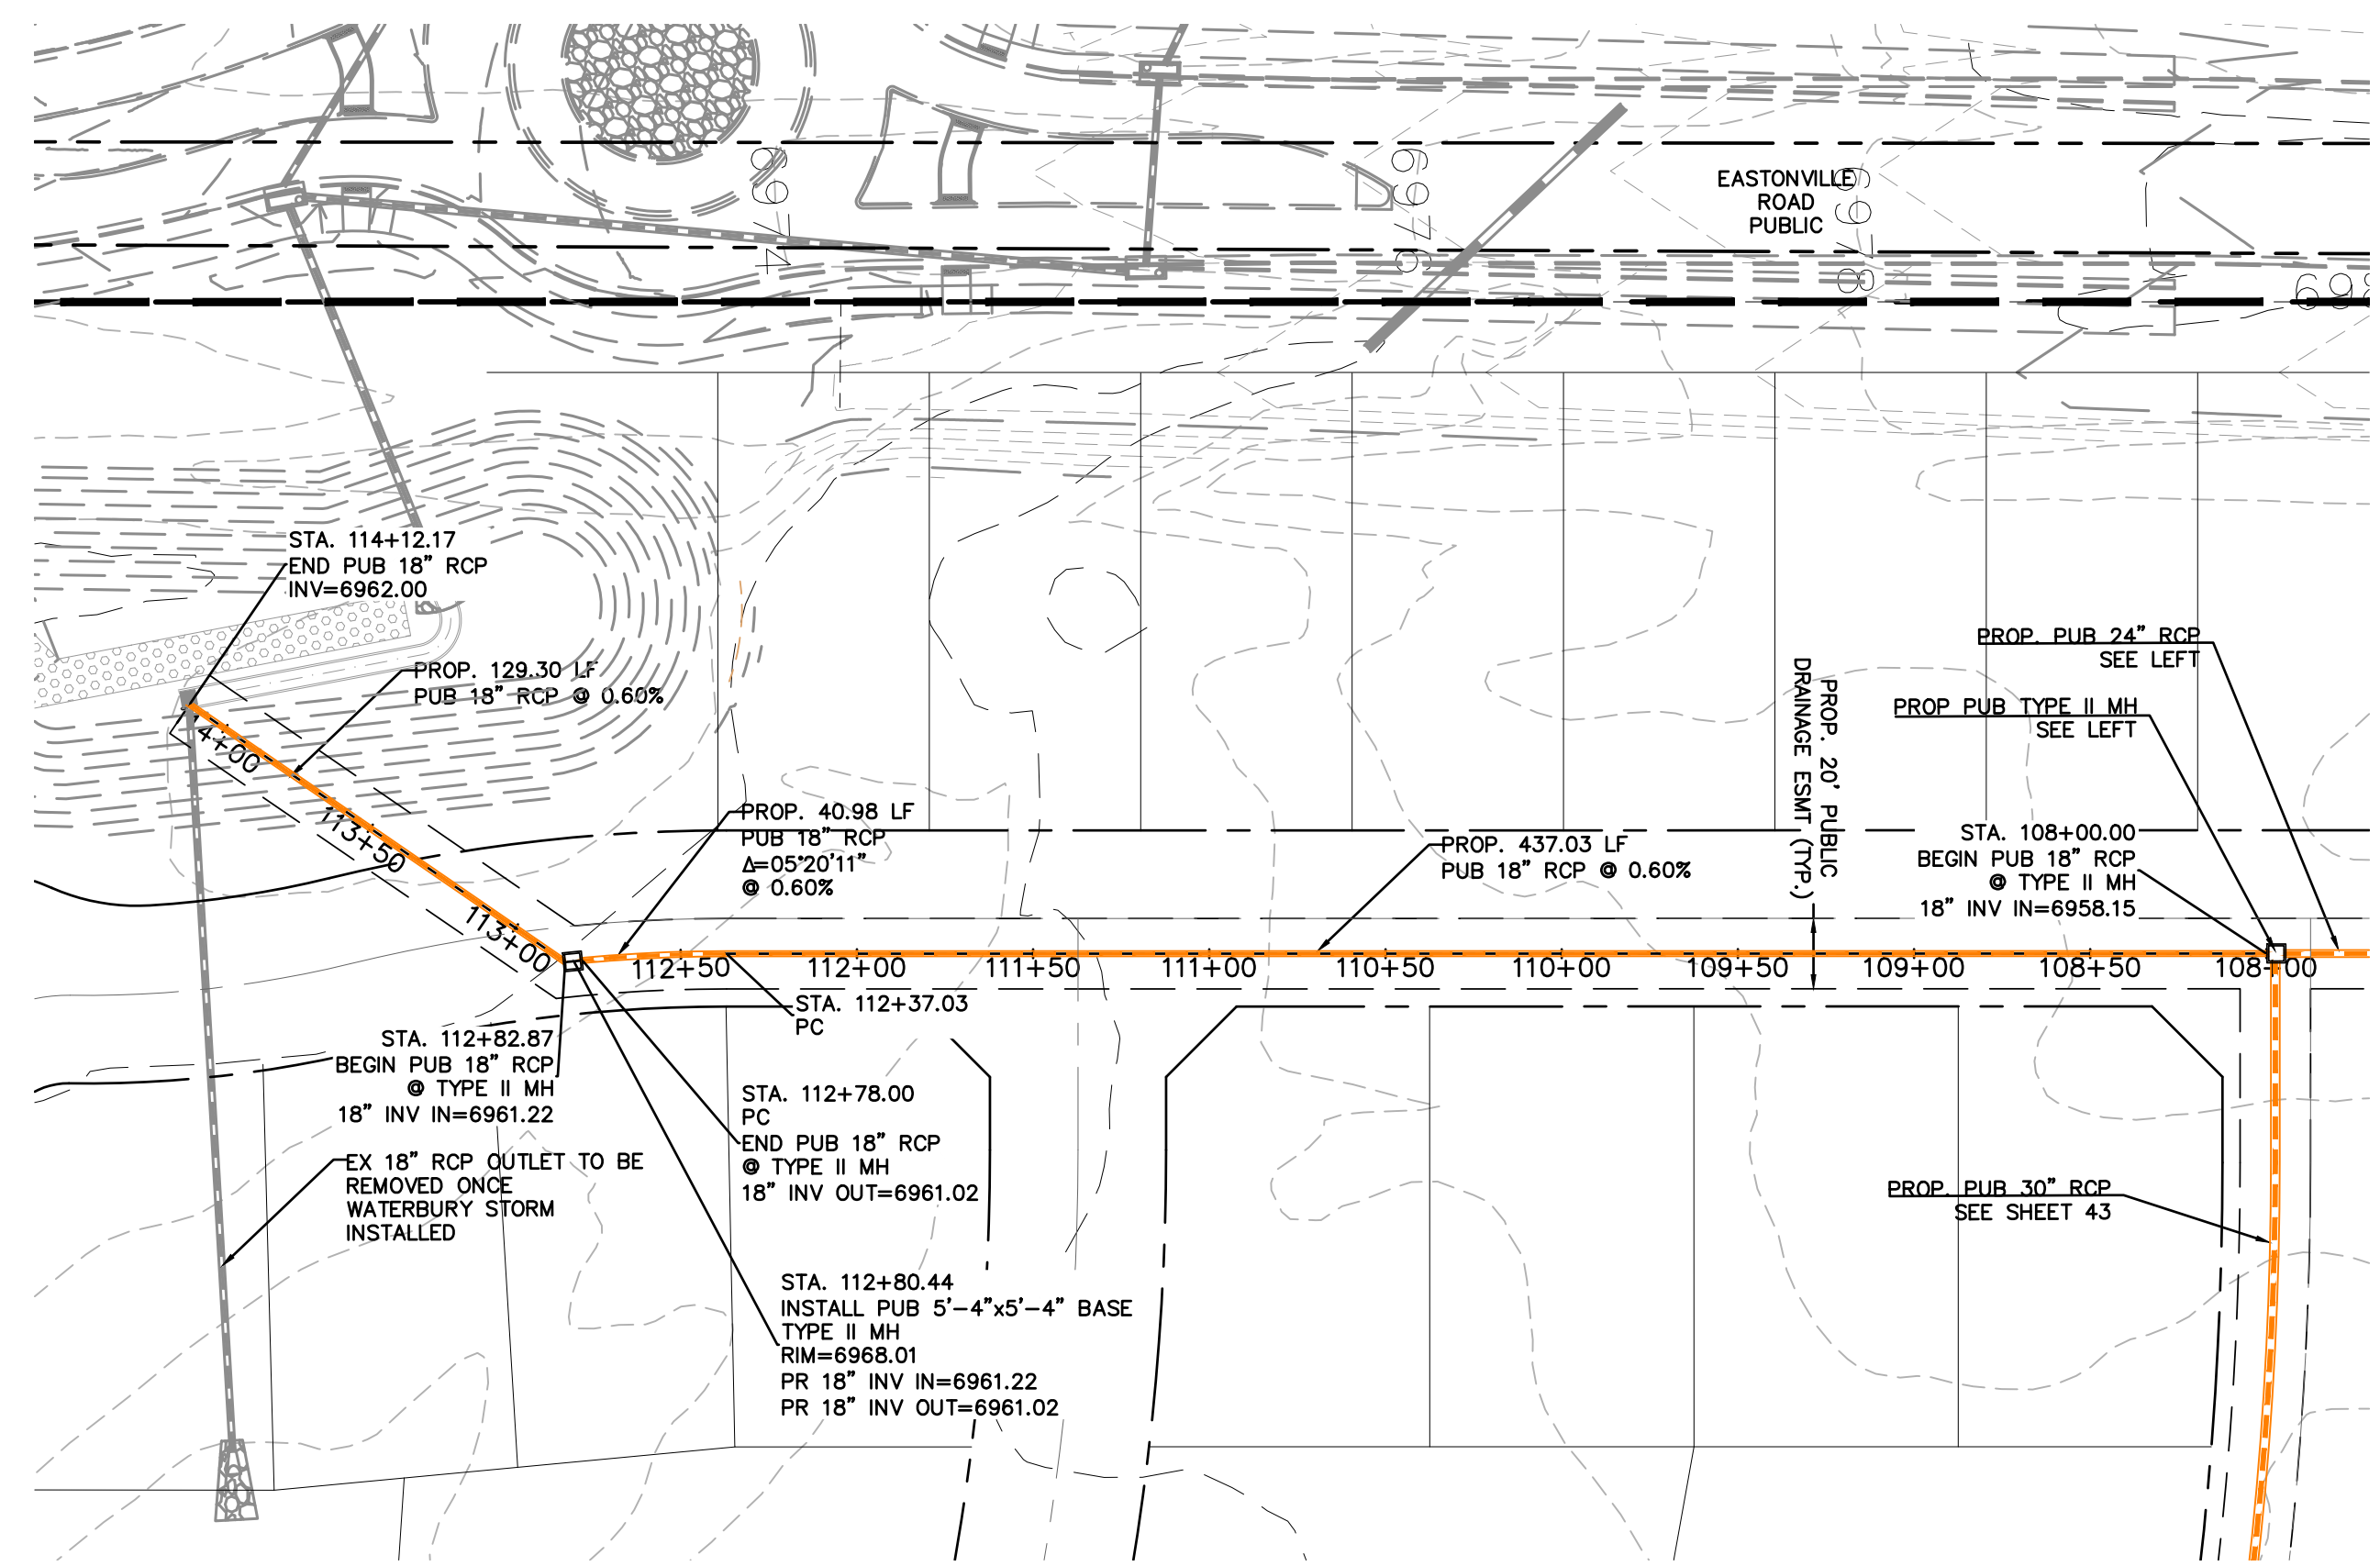 EASTONVILLE
ROAD
PUBLIC
6974
6976
6978
698
STA. 114+12.17
END PUB 18" RCP
INV=6962.00
PROP. 129.30 LF
PUB 18" RCP @ 0.60%
PROP. PUB 24" RCP
SEE LEFT
PROP PUB TYPE II MH
SEE LEFT
PROP. 20' PUBLIC
DRAINAGE ESMT (TYP.)
PROP. 40.98 LF
PUB 18" RCP
Δ=05°20'11"
@ 0.60%
PROP. 437.03 LF
PUB 18" RCP @ 0.60%
STA. 108+00.00
BEGIN PUB 18" RCP
@ TYPE II MH
18" INV IN=6958.15
4+00
113+50
113+00
112+50
112+00
111+50
111+00
110+50
110+00
109+50
109+00
108+50
108+00
STA. 112+37.03
PC
STA. 112+82.87
BEGIN PUB 18" RCP
@ TYPE II MH
18" INV IN=6961.22
STA. 112+78.00
PC
END PUB 18" RCP
@ TYPE II MH
18" INV OUT=6961.02
EX 18" RCP OUTLET TO BE
REMOVED ONCE
WATERBURY STORM
INSTALLED
PROP. PUB 30" RCP
SEE SHEET 43
STA. 112+80.44
INSTALL PUB 5'-4"x5'-4" BASE
TYPE II MH
RIM=6968.01
PR 18" INV IN=6961.22
PR 18" INV OUT=6961.02